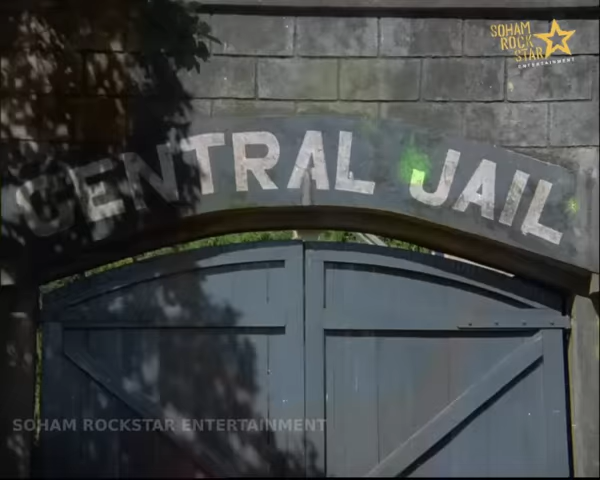 SOHAM
ROCK
STAR
ENTERTAINMENT
CENTRAL JAIL
SOHAM ROCKSTAR ENTERTAINMENT